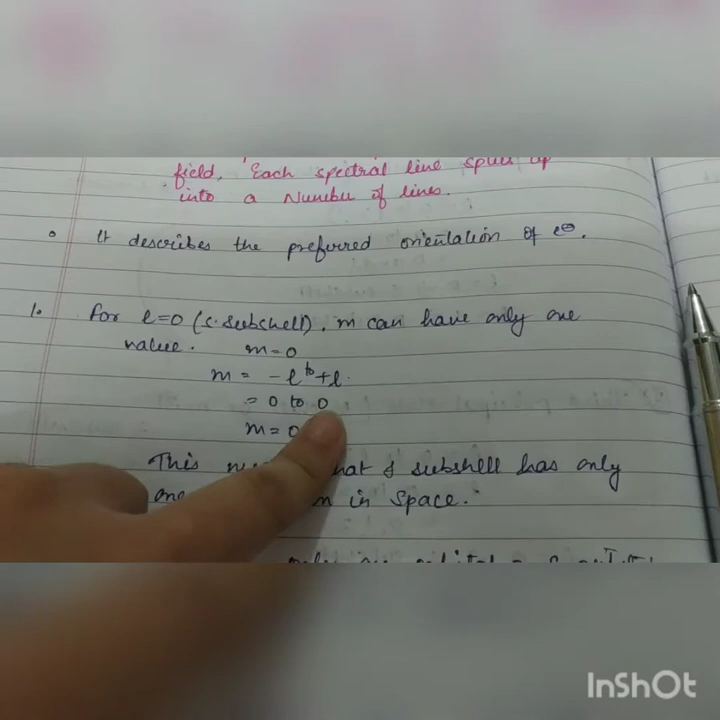 field. Each spectral line up
into a Number of lines.
° It describes the preferred orientation of e⊖.
1. for l=0 (s. subshell), m can have only one
value. m=0
m = -l to +l.
= 0 to 0
m=0
This hat s subshell has only
one in space.
InShOt